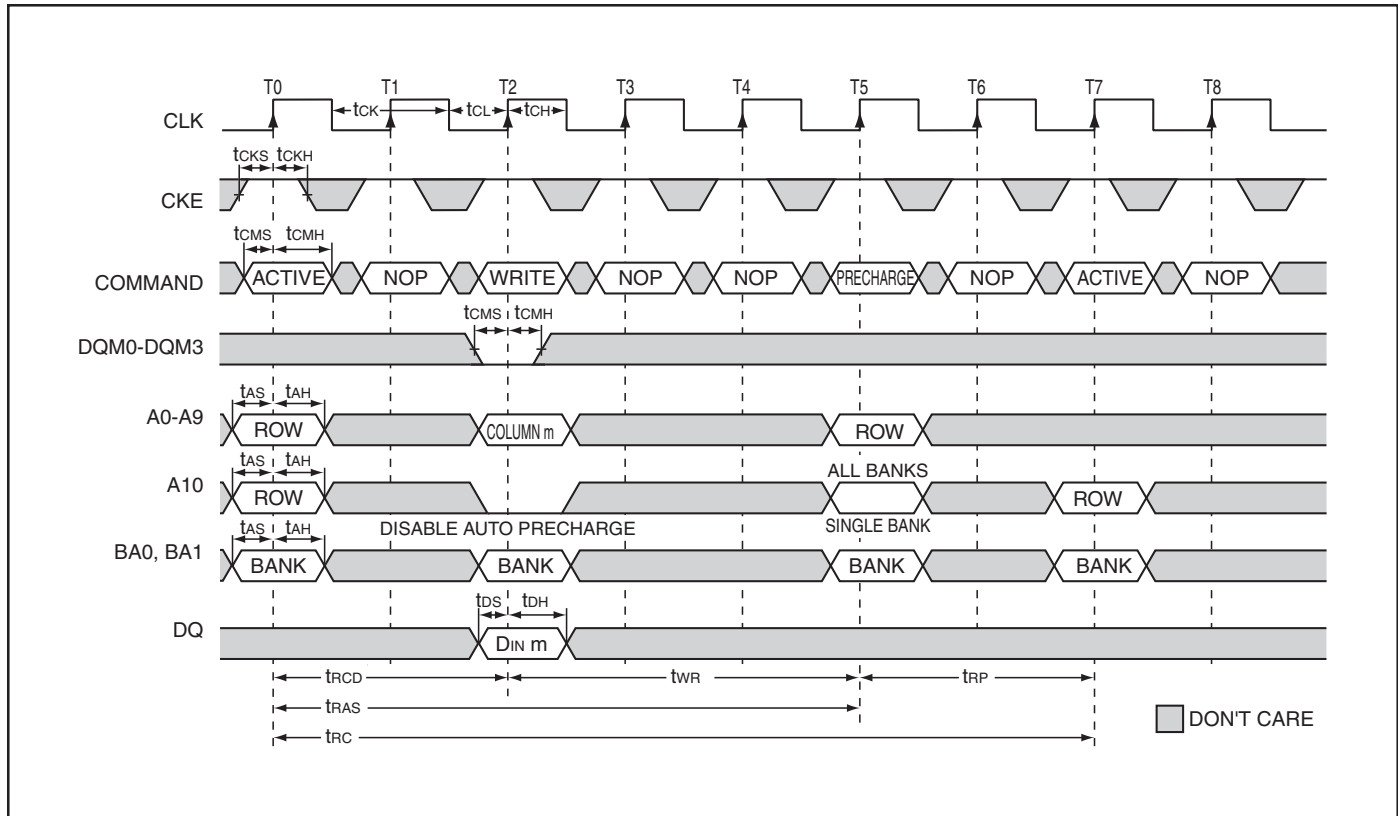 T0 T1 T2 T3 T4 T5 T6 T7 T8
CLK tCK tCL tCH
tCKS tCKH
CKE
tCMS tCMH
COMMAND ACTIVE NOP WRITE NOP NOP PRECHARGE NOP ACTIVE NOP
tCMS tCMH
DQM0-DQM3
tAS tAH
A0-A9 ROW COLUMN m ROW
tAS tAH ALL BANKS
A10 ROW ROW
DISABLE AUTO PRECHARGE SINGLE BANK
tAS tAH
BA0, BA1 BANK BANK BANK BANK
tDS tDH
DQ DIN m
tRCD tWR tRP
tRAS
DON'T CARE
tRC